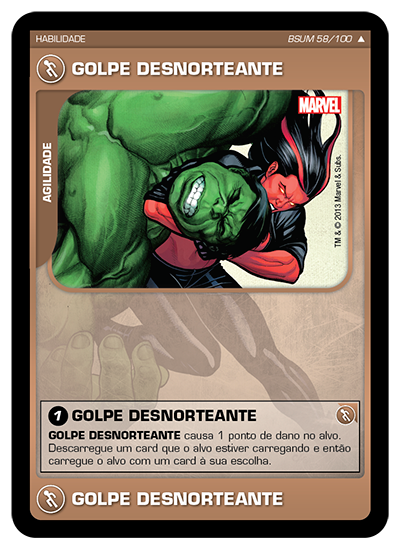 HABILIDADE
BSUM 58/100 ▲
GOLPE DESNORTEANTE
MARVEL
AGILIDADE
TM & © 2013 Marvel & Subs.
1 GOLPE DESNORTEANTE
GOLPE DESNORTEANTE causa 1 ponto de dano no alvo.
Descarregue um card que o alvo estiver carregando e então
carregue o alvo com um card à sua escolha.
GOLPE DESNORTEANTE